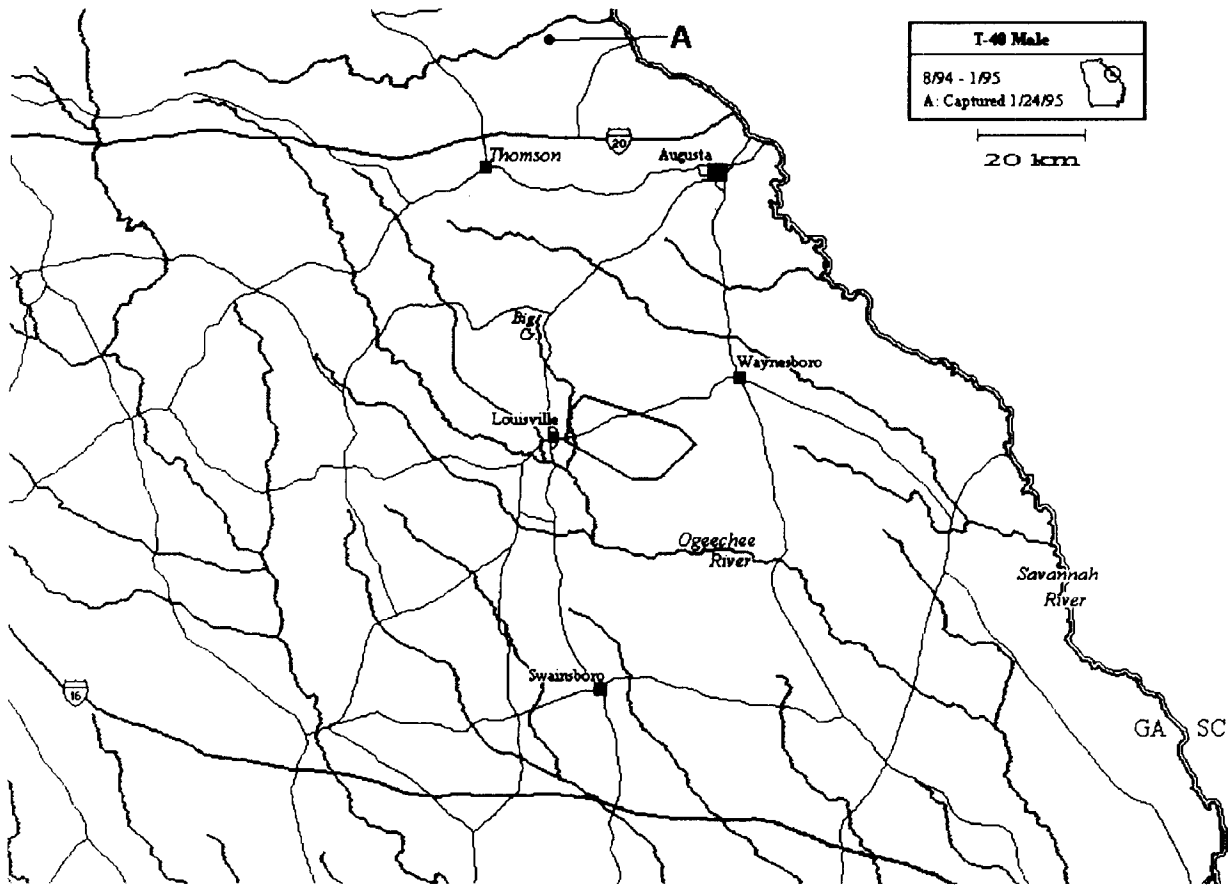 A
T-40 Male
8/94 - 1/95
A: Captured 1/24/95
20 km
20
Thomson
Augusta
Big
Cr.
Waynesboro
Louisville
Ogeechee
River
Savannah
River
Swainsboro
16
GA
SC